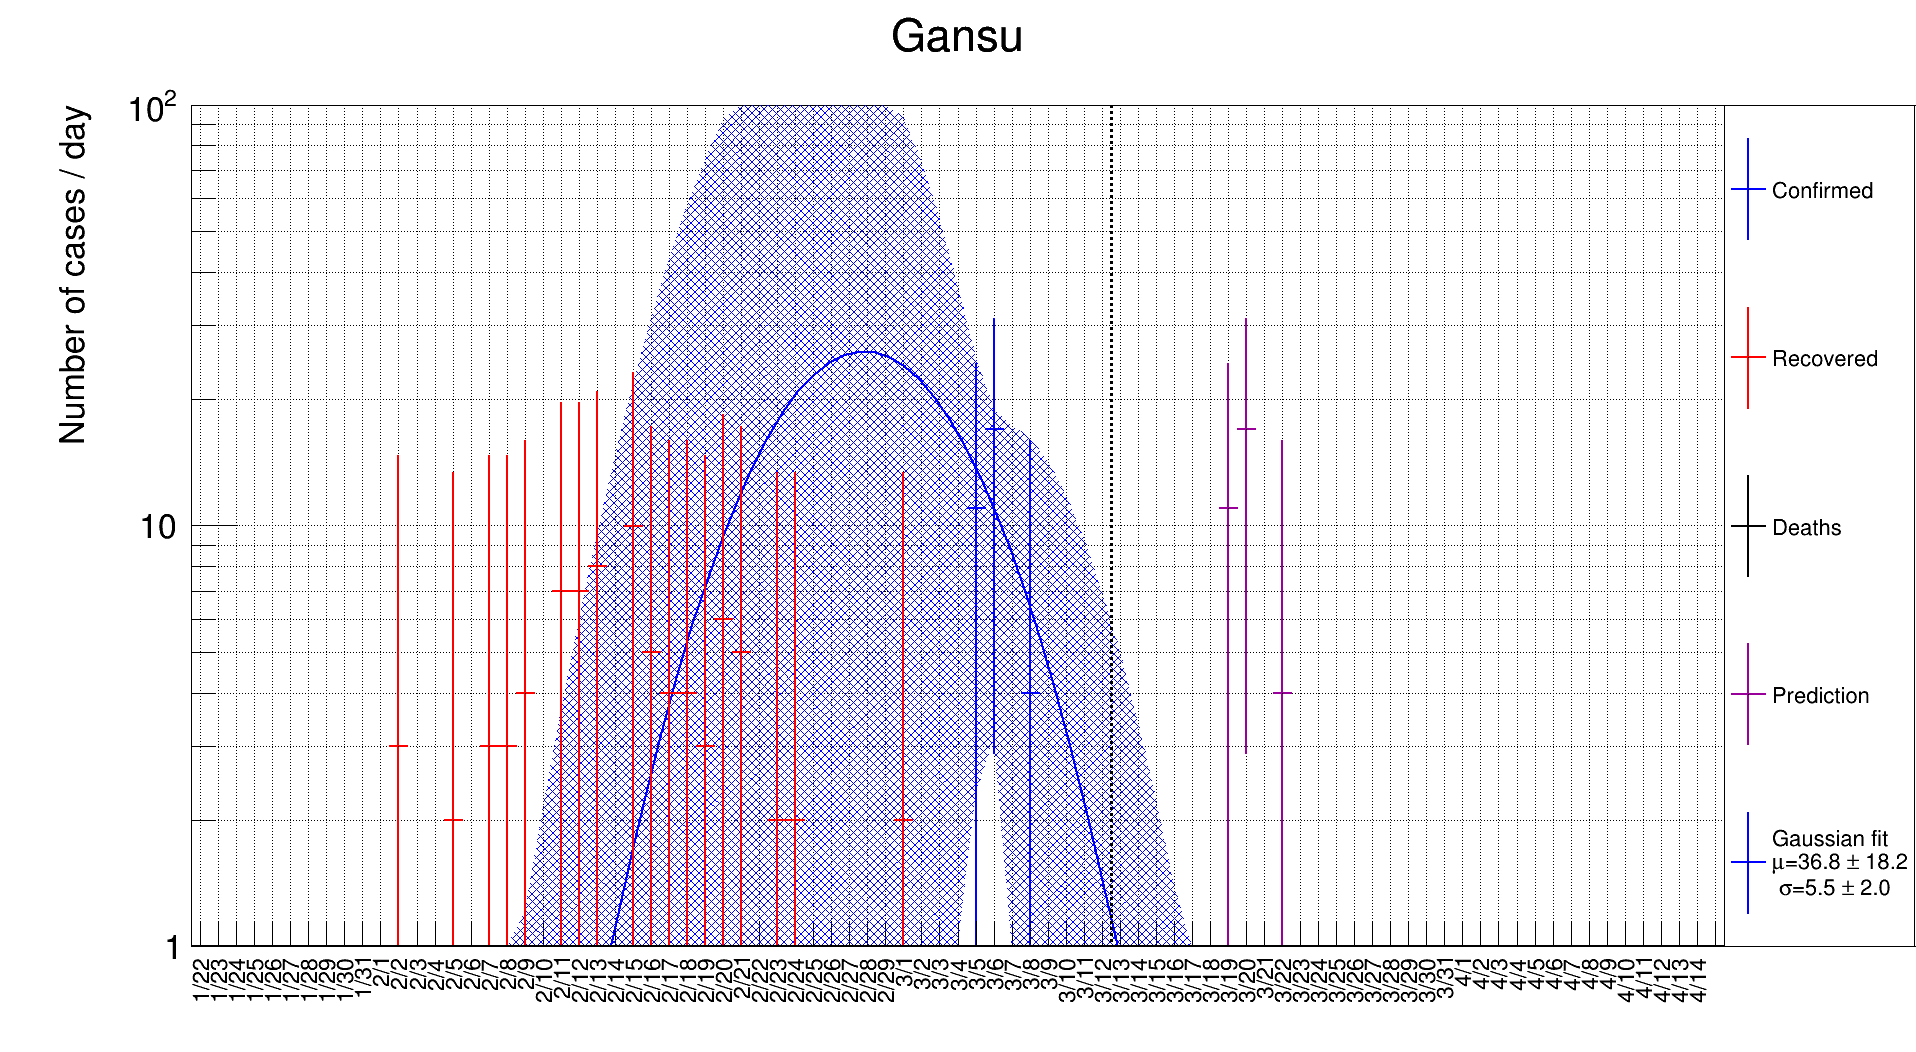 Gansu
Number of cases / day
10²
10
1
1/22 1/23 1/24 1/25 1/26 1/27 1/28 1/29 1/30 1/31 2/1 2/2 2/3 2/4 2/5 2/6 2/7 2/8 2/9 2/10 2/11 2/12 2/13 2/14 2/15 2/16 2/17 2/18 2/19 2/20 2/21 2/22 2/23 2/24 2/25 2/26 2/27 2/28 2/29 3/1 3/2 3/3 3/4 3/5 3/6 3/7 3/8 3/9 3/10 3/11 3/12 3/13 3/14 3/15 3/16 3/17 3/18 3/19 3/20 3/21 3/22 3/23 3/24 3/25 3/26 3/27 3/28 3/29 3/30 3/31 4/1 4/2 4/3 4/4 4/5 4/6 4/7 4/8 4/9 4/10 4/11 4/12 4/13 4/14
Confirmed
Recovered
Deaths
Prediction
Gaussian fit
μ=36.8 ± 18.2
σ=5.5 ± 2.0